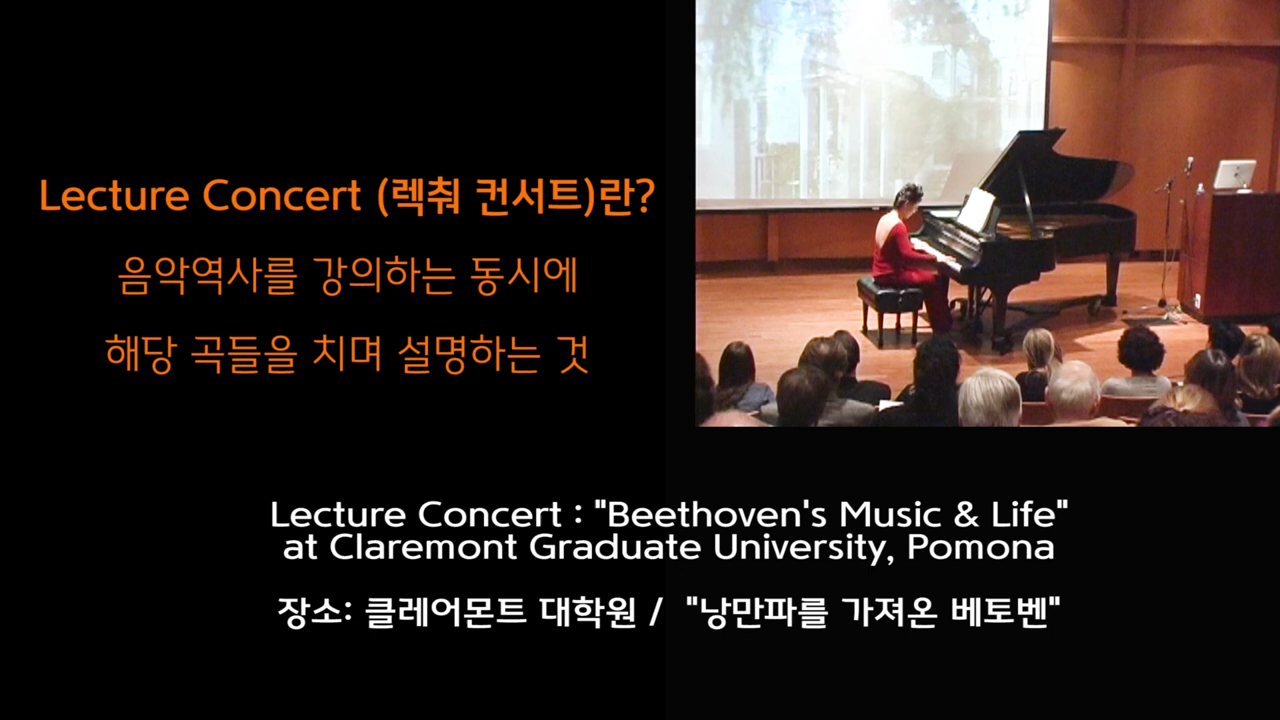 Lecture Concert (렉춰 컨서트)란?
음악역사를 강의하는 동시에
해당 곡들을 치며 설명하는 것
Lecture Concert : "Beethoven's Music & Life"
at Claremont Graduate University, Pomona
장소: 클레어몬트 대학원 / "낭만파를 가져온 베토벤"